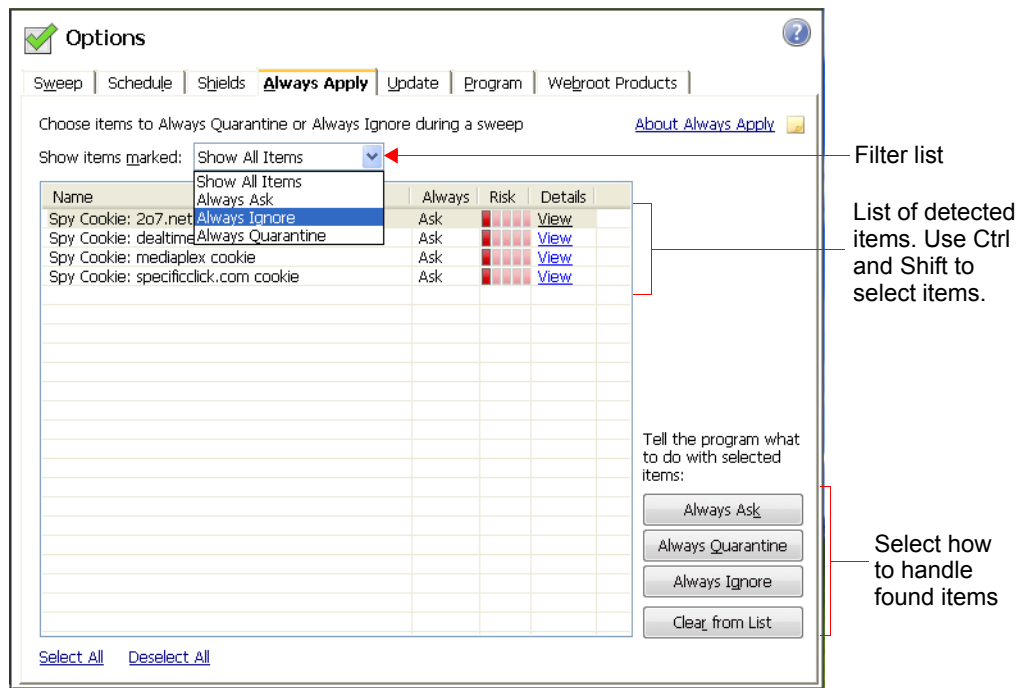 Options
Sweep
Schedule
Shields
Always Apply
Update
Program
Webroot Products
Choose items to Always Quarantine or Always Ignore during a sweep
About Always Apply
Show items marked:
Show All Items
Filter list
Show All Items
Always Ask
Always Ignore
Always Quarantine
Name
Always
Risk
Details
Spy Cookie: 2o7.net
Ask
View
Spy Cookie: dealtime
Ask
View
Spy Cookie: mediaplex cookie
Ask
View
Spy Cookie: specificclick.com cookie
Ask
View
List of detected
items. Use Ctrl
and Shift to
select items.
Tell the program what
to do with selected
items:
Always Ask
Always Quarantine
Always Ignore
Clear from List
Select how
to handle
found items
Select All
Deselect All